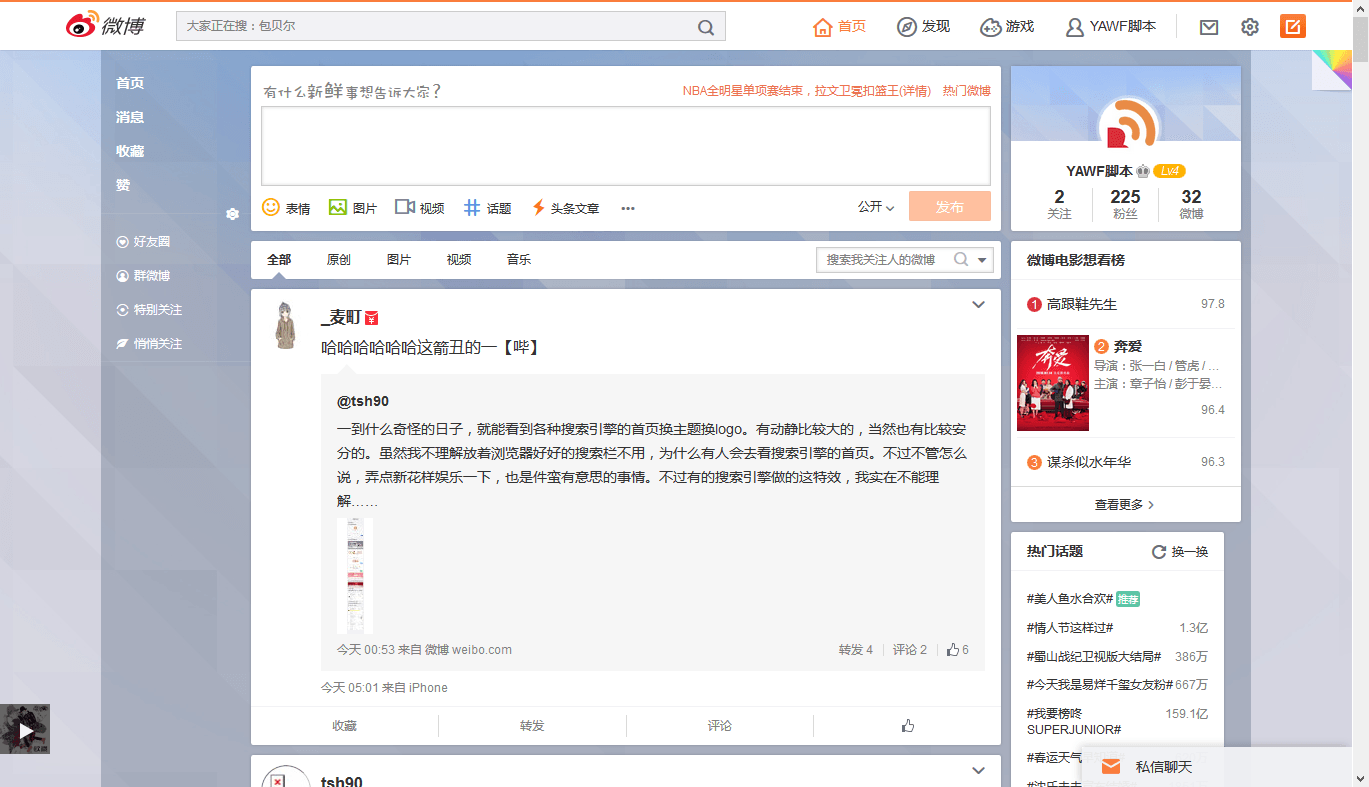 微博
大家正在搜：包贝尔
首页
发现
游戏
YAWF脚本
首页
消息
收藏
赞
好友圈
群微博
特别关注
悄悄关注
有什么新鲜事想告诉大家?
NBA全明星单项赛结束，拉文卫冕扣篮王(详情) 热门微博
表情 图片 视频 话题 头条文章
公开
发布
全部 原创 图片 视频 音乐
搜索我关注人的微博
_麦町
哈哈哈哈哈哈这箭丑的一【哔】
@tsh90
一到什么奇怪的日子，就能看到各种搜索引擎的首页换主题换logo。有动静比较大的，当然也有比较安
分的。虽然我不理解放着浏览器好好的搜索栏不用，为什么有人会去看搜索引擎的首页。不过不管怎么
说，弄点新花样娱乐一下，也是件蛮有意思的事情。不过有的搜索引擎做的这特效，我实在不能理
解……
今天 00:53 来自 微博 weibo.com
转发 4 评论 2 6
今天 05:01 来自 iPhone
收藏 转发 评论
tsh90
YAWF脚本 Lv4
2 225 32
关注 粉丝 微博
微博电影想看榜
1 高跟鞋先生 97.8
奔爱
2 奔爱
导演：张一白 / 管虎 / ...
主演：章子怡 / 彭于晏...
96.4
3 谋杀似水年华 96.3
查看更多
热门话题 换一换
#美人鱼水合欢# 推荐
#情人节这样过# 1.3亿
#蜀山战纪卫视版大结局# 386万
#今天我是易烊千玺女友粉# 667万
#我要榜咚 159.1亿
SUPERJUNIOR#
#春运天气
私信聊天